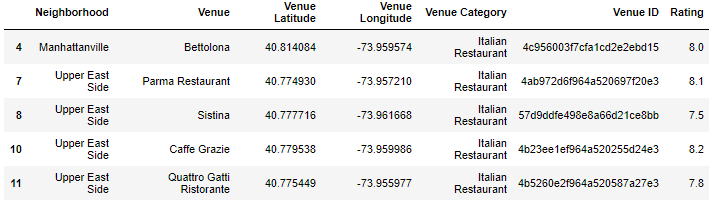 Neighborhood Venue Venue Latitude Venue Longitude Venue Category Venue ID Rating
4 Manhattanville Bettolona 40.814084 -73.959574 Italian Restaurant 4c956003f7cfa1cd2e2ebd15 8.0
7 Upper East Side Parma Restaurant 40.774930 -73.957210 Italian Restaurant 4ab972d6f964a520697f20e3 8.1
8 Upper East Side Sistina 40.777716 -73.961668 Italian Restaurant 57d9ddfe498e8a66d21ce8bb 7.5
10 Upper East Side Caffe Grazie 40.779538 -73.959986 Italian Restaurant 4b23ee1ef964a520255d24e3 8.2
11 Upper East Side Quattro Gatti Ristorante 40.775449 -73.955977 Italian Restaurant 4b5260e2f964a520587a27e3 7.8